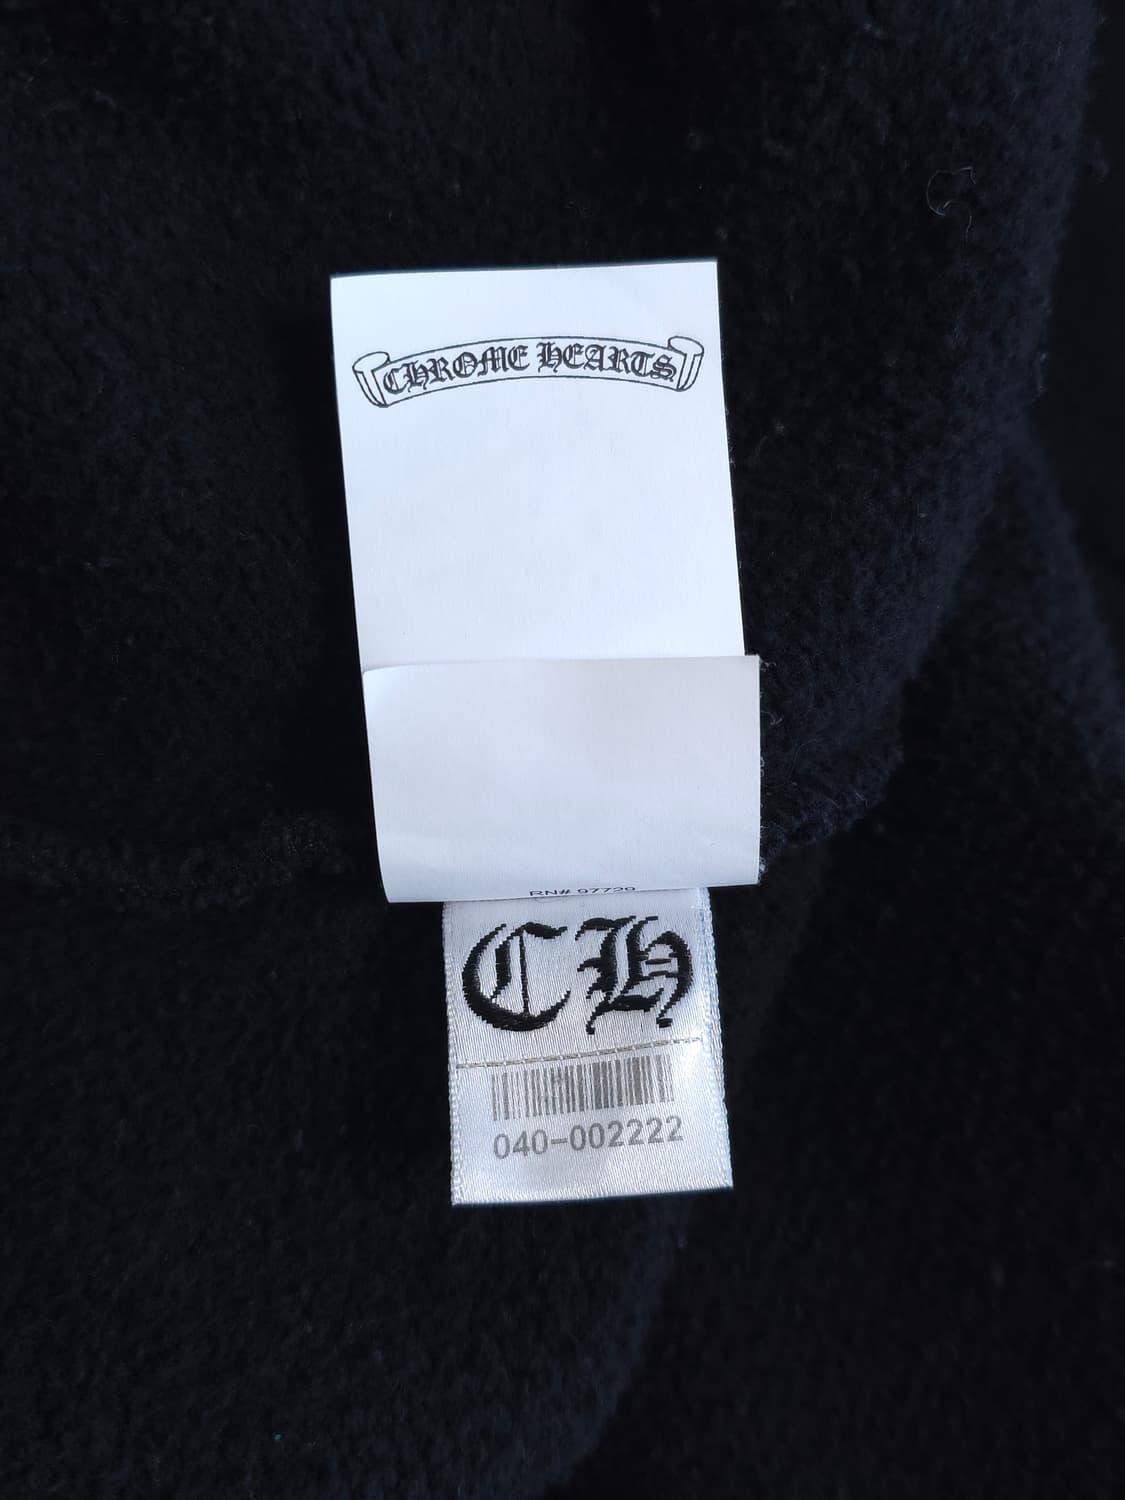 CHROME HEARTS
RN# 97729
CH
040-002222